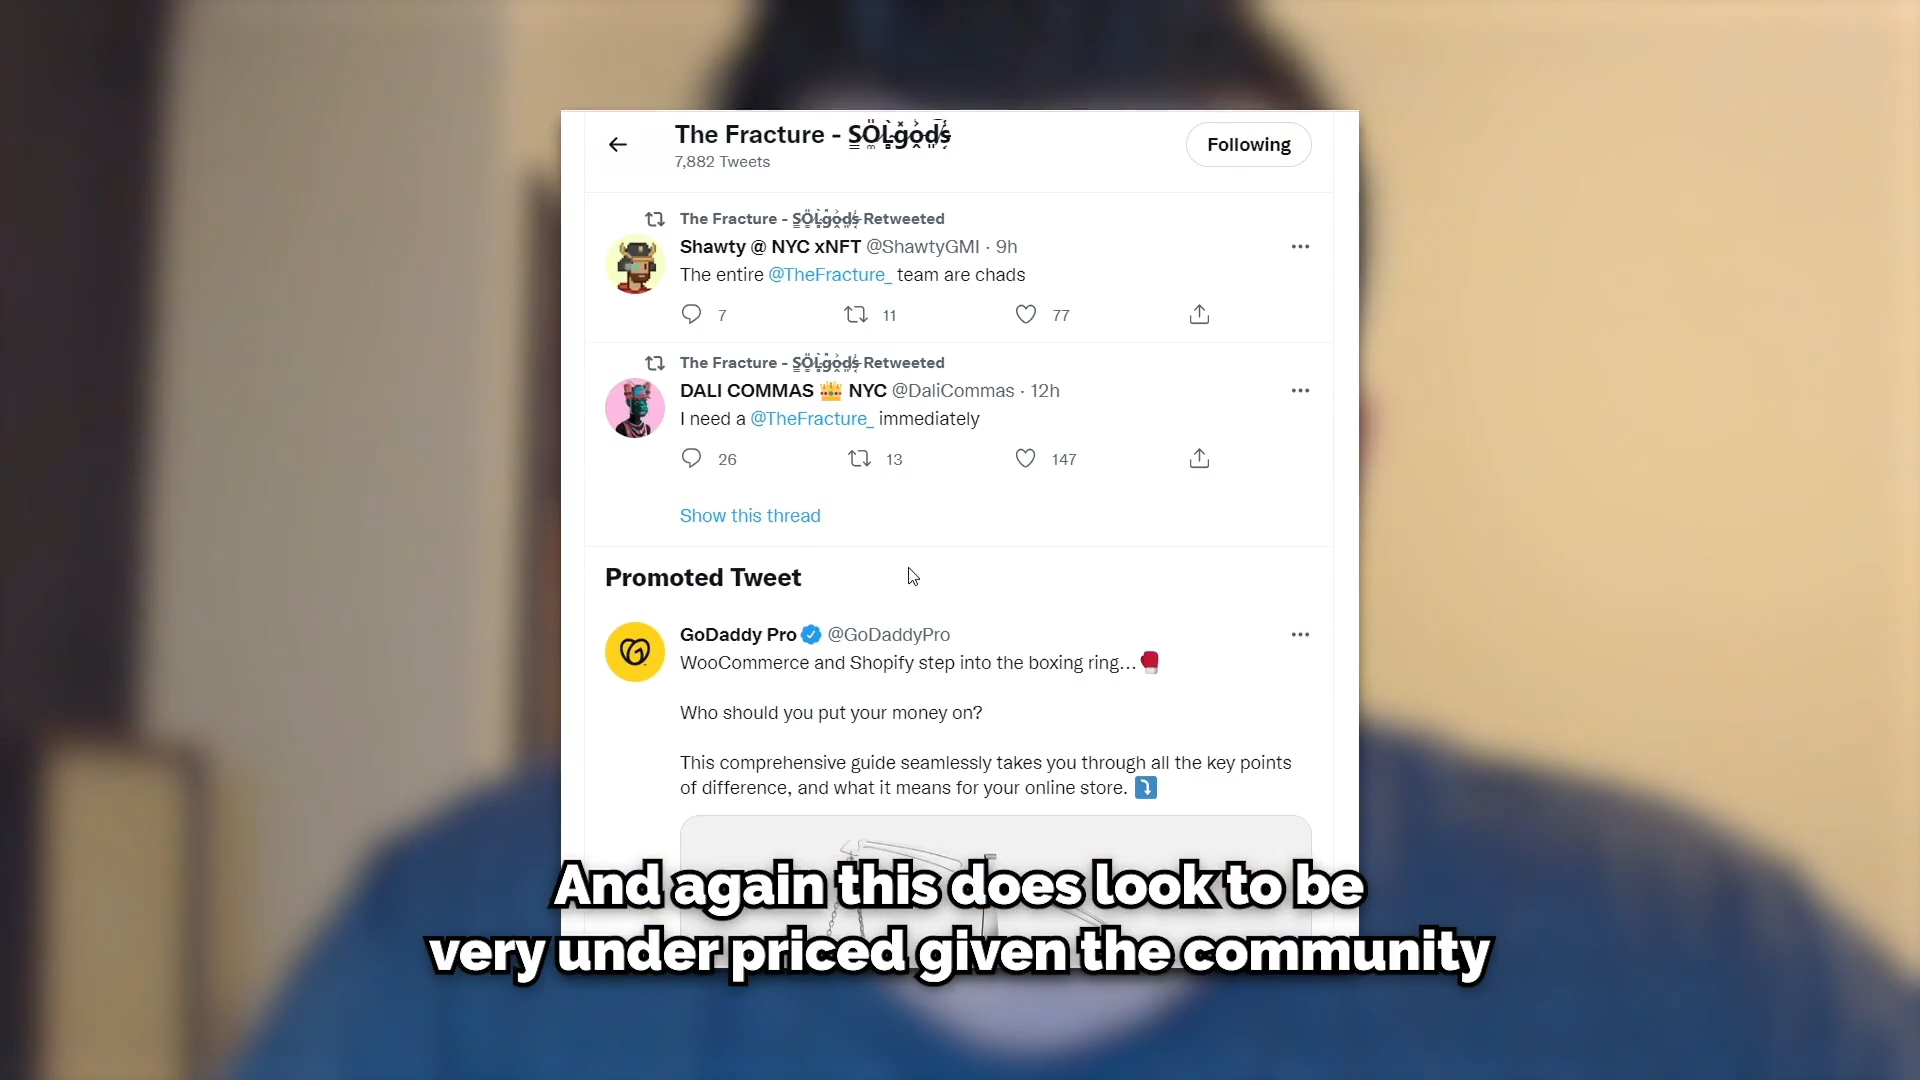 The Fracture - SOLgods
7,882 Tweets
Following
The Fracture - SOLgods Retweeted
Shawty @ NYC xNFT @ShawtyGMI · 9h
The entire @TheFracture_ team are chads
7 11 77
The Fracture - SOLgods Retweeted
DALI COMMAS 👑 NYC @DaliCommas · 12h
I need a @TheFracture_ immediately
26 13 147
Show this thread
Promoted Tweet
GoDaddy Pro @GoDaddyPro
WooCommerce and Shopify step into the boxing ring...🥊
Who should you put your money on?
This comprehensive guide seamlessly takes you through all the key points
of difference, and what it means for your online store. ⤵️
And again this does look to be
very under priced given the community